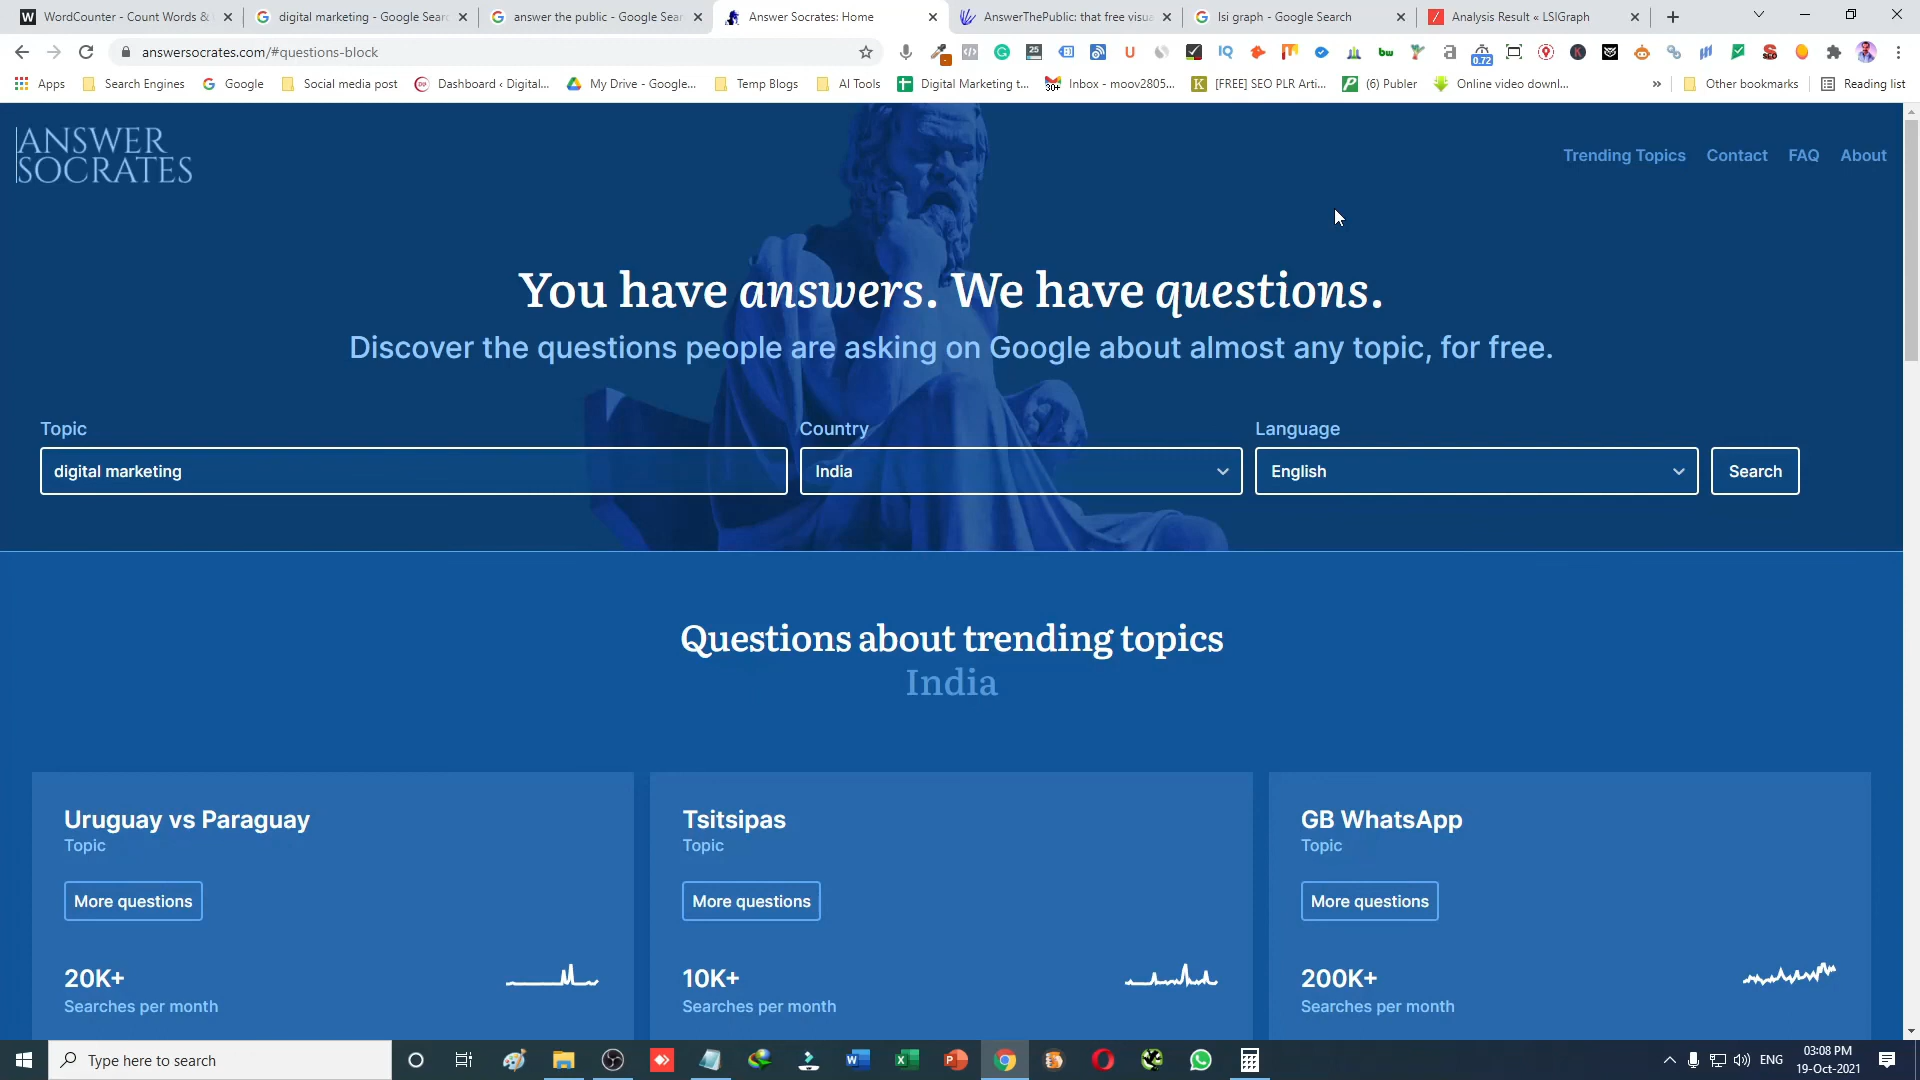 WordCounter - Count Words &
digital marketing - Google Sear
answer the public - Google Sear
Answer Socrates: Home
AnswerThePublic: that free visua
lsi graph - Google Search
Analysis Result « LSIGraph
answersocrates.com/#questions-block
25
IQ
bw
0.72
Apps
Search Engines
Google
Social media post
Dashboard ‹ Digital...
My Drive - Google...
Temp Blogs
AI Tools
Digital Marketing t...
30+
Inbox - moov2805...
[FREE] SEO PLR Arti...
(6) Publer
Online video downl...
»
Other bookmarks
Reading list
ANSWER
SOCRATES
Trending Topics
Contact
FAQ
About
You have answers. We have questions.
Discover the questions people are asking on Google about almost any topic, for free.
Topic
Country
Language
digital marketing
India
English
Search
Questions about trending topics
India
Uruguay vs Paraguay
Topic
More questions
20K+
Searches per month
Tsitsipas
Topic
More questions
10K+
Searches per month
GB WhatsApp
Topic
More questions
200K+
Searches per month
Type here to search
ENG
03:08 PM
19-Oct-2021